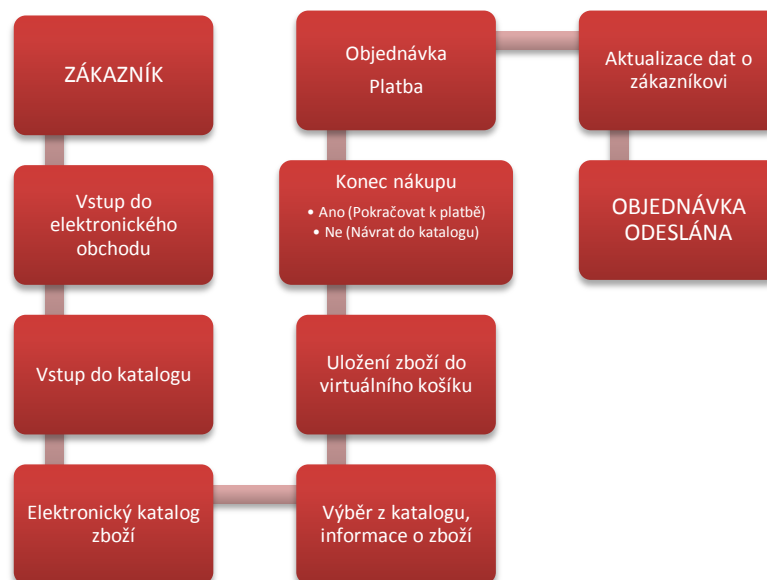 ZÁKAZNÍK
Vstup do
elektronického
obchodu
Vstup do katalogu
Elektronický katalog
zboží
Výběr z katalogu,
informace o zboží
Uložení zboží do
virtuálního košíku
Konec nákupu
• Ano (Pokračovat k platbě)
• Ne (Návrat do katalogu)
Objednávka
Platba
Aktualizace dat o
zákazníkovi
OBJEDNÁVKA
ODESLÁNA